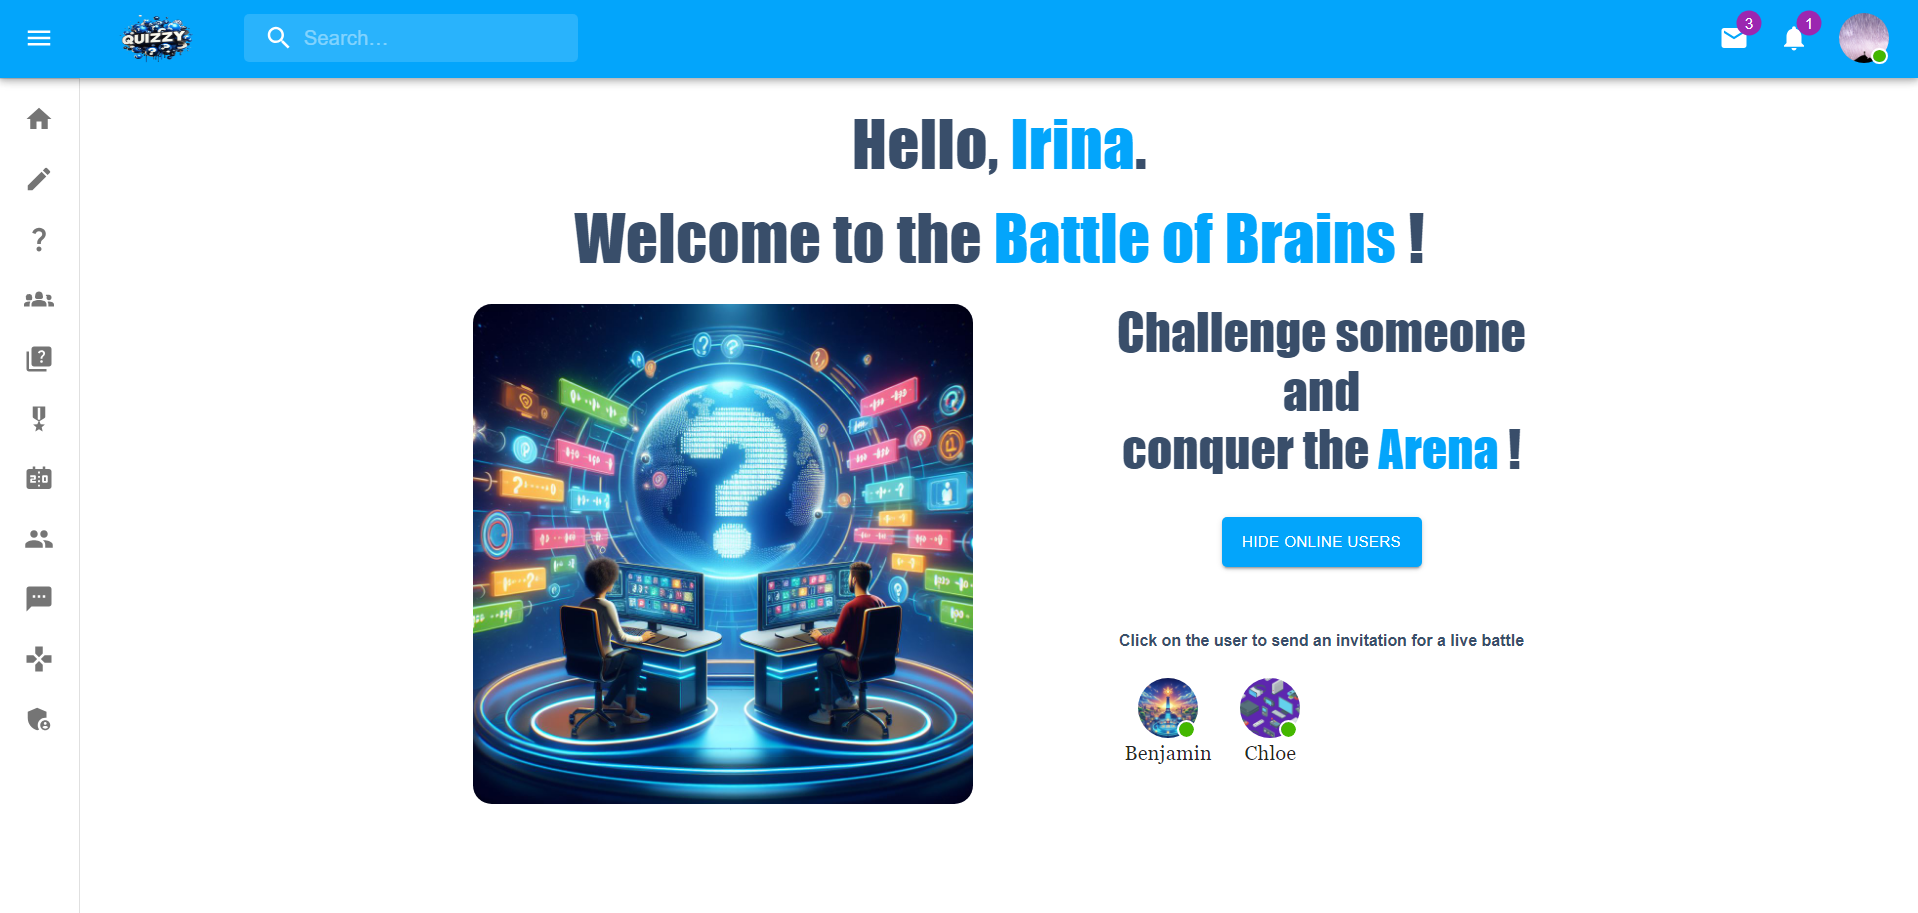 QUIZZY
Search...
3
1
Hello, Irina.
Welcome to the Battle of Brains !
Challenge someone
and
conquer the Arena !
2:0
HIDE ONLINE USERS
Click on the user to send an invitation for a live battle
Benjamin
Chloe